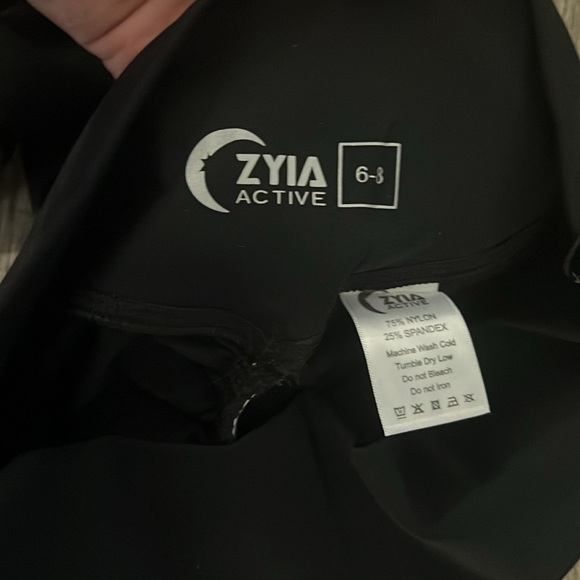 ZYIA
ACTIVE
6-8
ZYIA
ACTIVE
75% NYLON
25% SPANDEX
Machine Wash Cold
Tumble Dry Low
Do not Bleach
Do not Iron